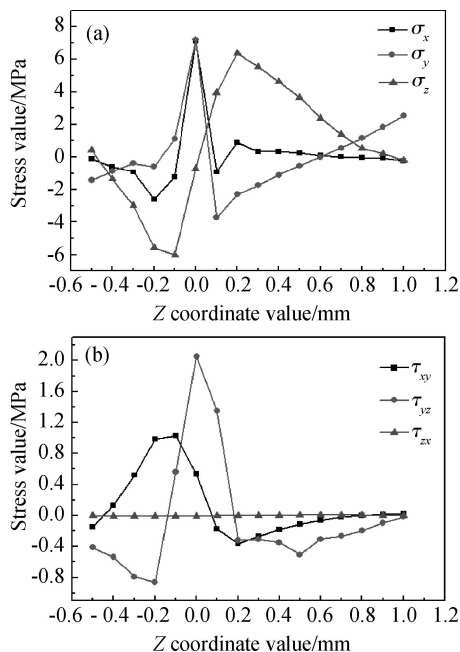 (a)
σx
σy
σz
8
6
4
2
0
-2
-4
-6
Stress value/MPa
-0.6 - 0.4 -0.2 0.0 0.2 0.4 0.6 0.8 1.0
Z coordinate value/mm
(b)
τxy
τyz
τzx
2.0
1.6
1.2
0.8
0.4
0.0
-0.4
-0.8
Stress value/MPa
-0.6 - 0.4 -0.2 0.0 0.2 0.4 0.6 0.8 1.0
Z coordinate value/mm